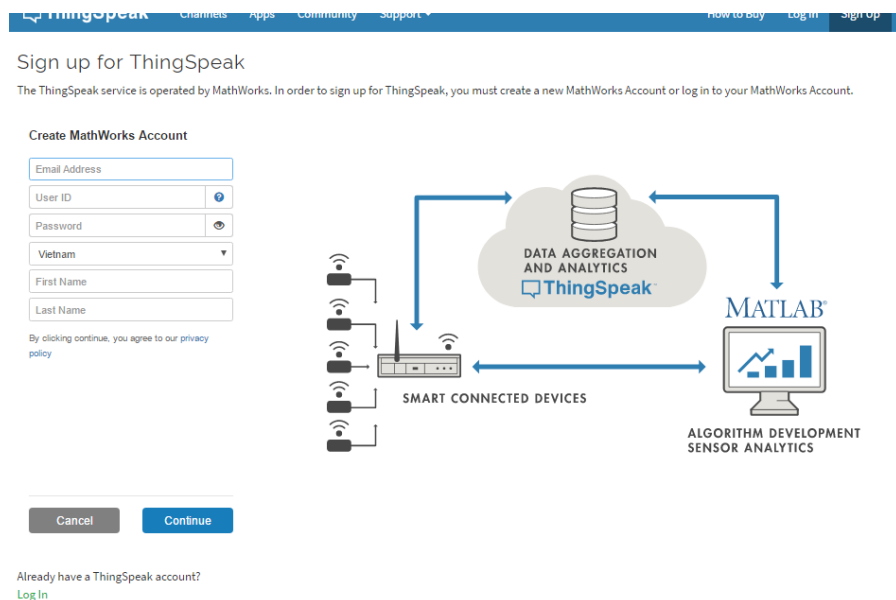 ThingSpeak Channels Apps Community Support How to Buy Log In Sign Up
Sign up for ThingSpeak
The ThingSpeak service is operated by MathWorks. In order to sign up for ThingSpeak, you must create a new MathWorks Account or log in to your MathWorks Account.
Create MathWorks Account
Email Address
User ID
Password
Vietnam
First Name
Last Name
By clicking continue, you agree to our privacy
policy
Cancel Continue
Already have a ThingSpeak account?
Log In
DATA AGGREGATION
AND ANALYTICS
ThingSpeak™
SMART CONNECTED DEVICES
MATLAB®
ALGORITHM DEVELOPMENT
SENSOR ANALYTICS